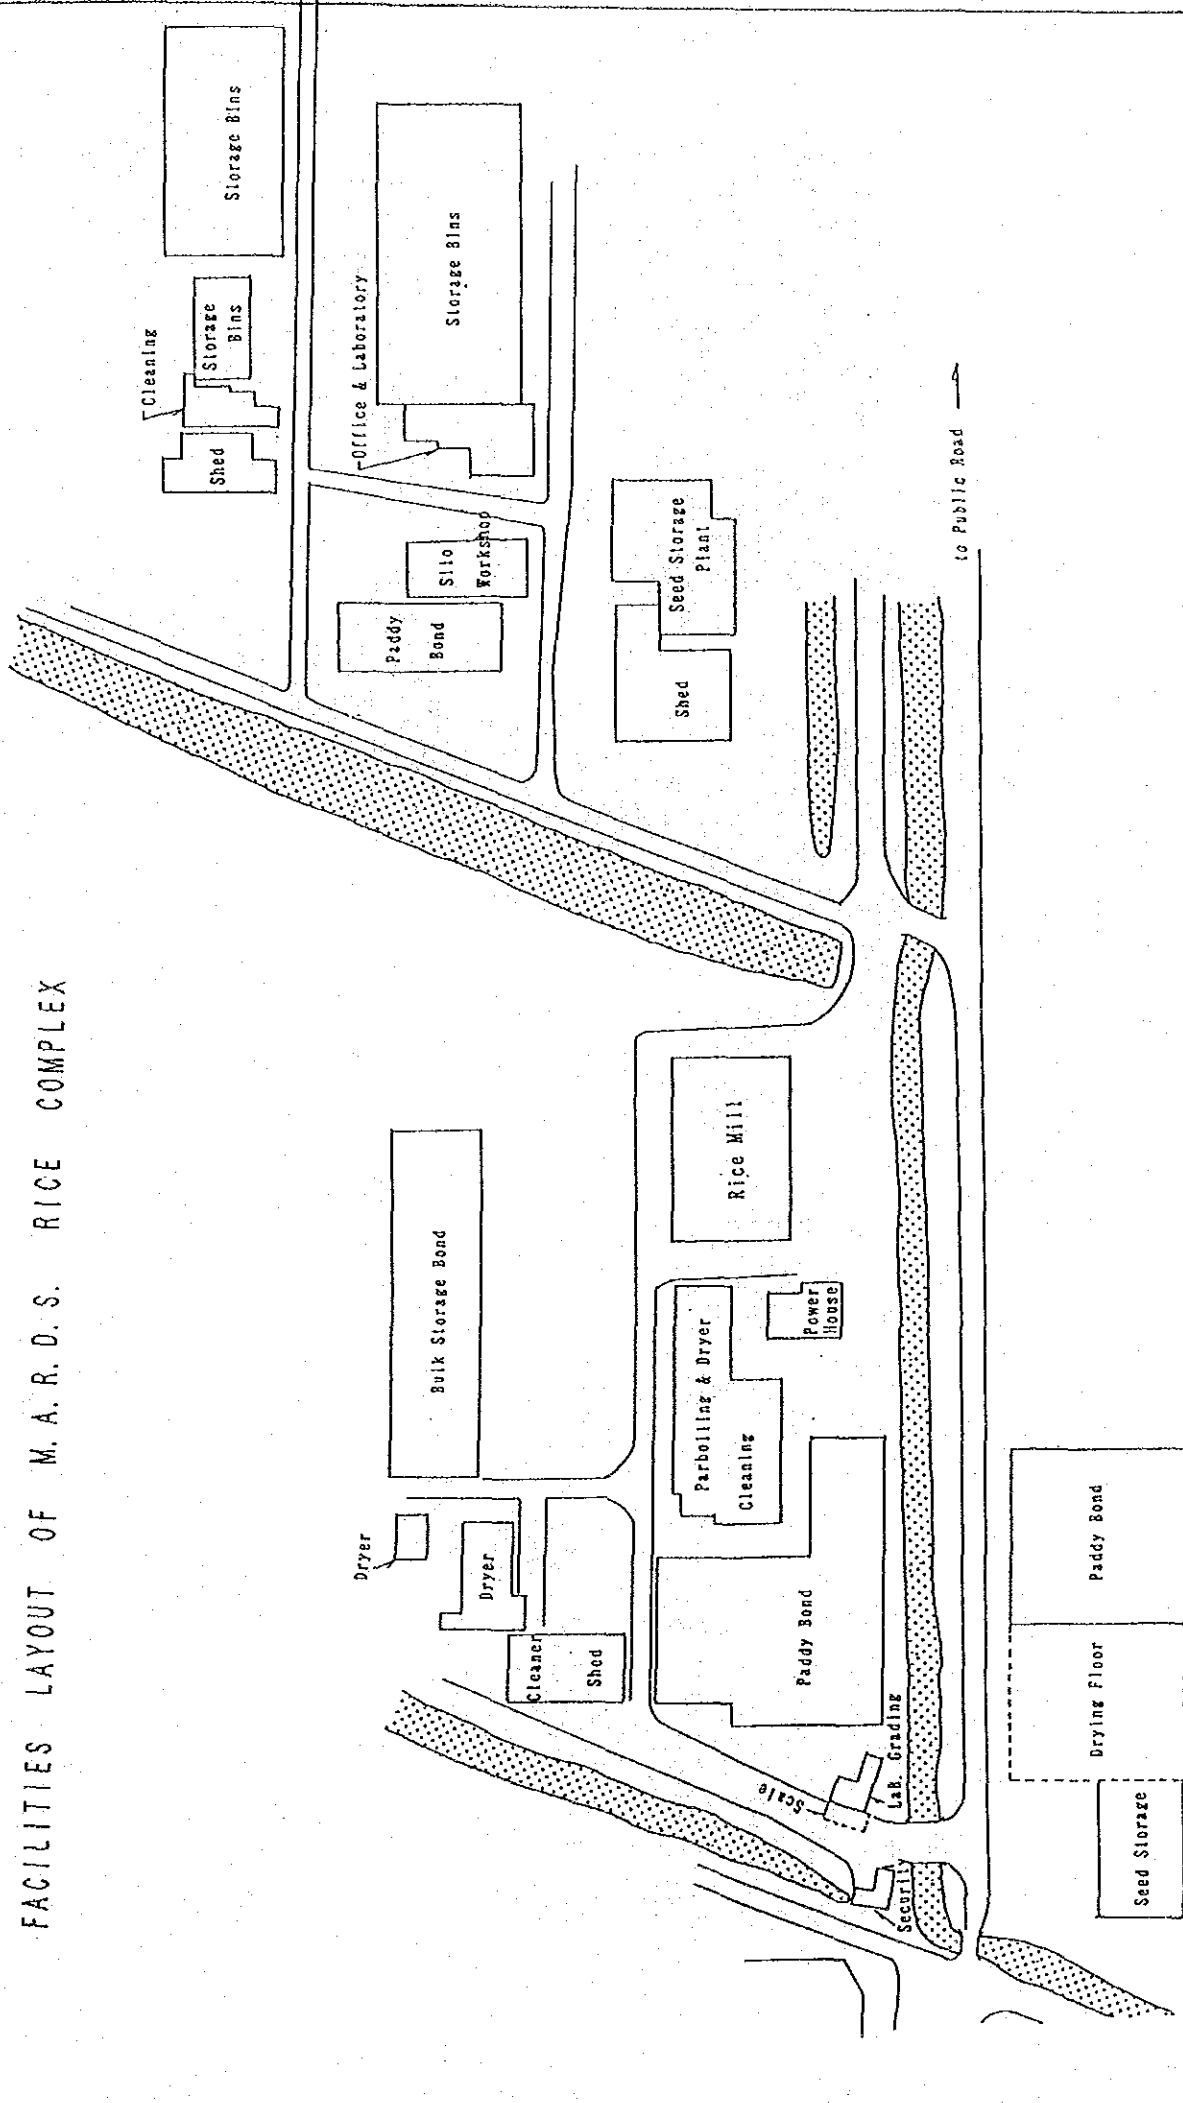 FACILITIES LAYOUT OF M.A.R.D.S. RICE COMPLEX
Dryer
Dryer
Cleaner
Shed
Bulk Storage Bond
Shed
Cleaning
Storage
Bins
Storage Bins
Office & Laboratory
Storage Bins
Paddy
Bond
Silo
Workshop
Shed
Seed Storage
Plant
Parboiling & Dryer
Cleaning
Rice Mill
Power
House
Paddy Bond
Scale
Lab. Grading
Security
to Public Road
Seed Storage
Drying Floor
Paddy Bond